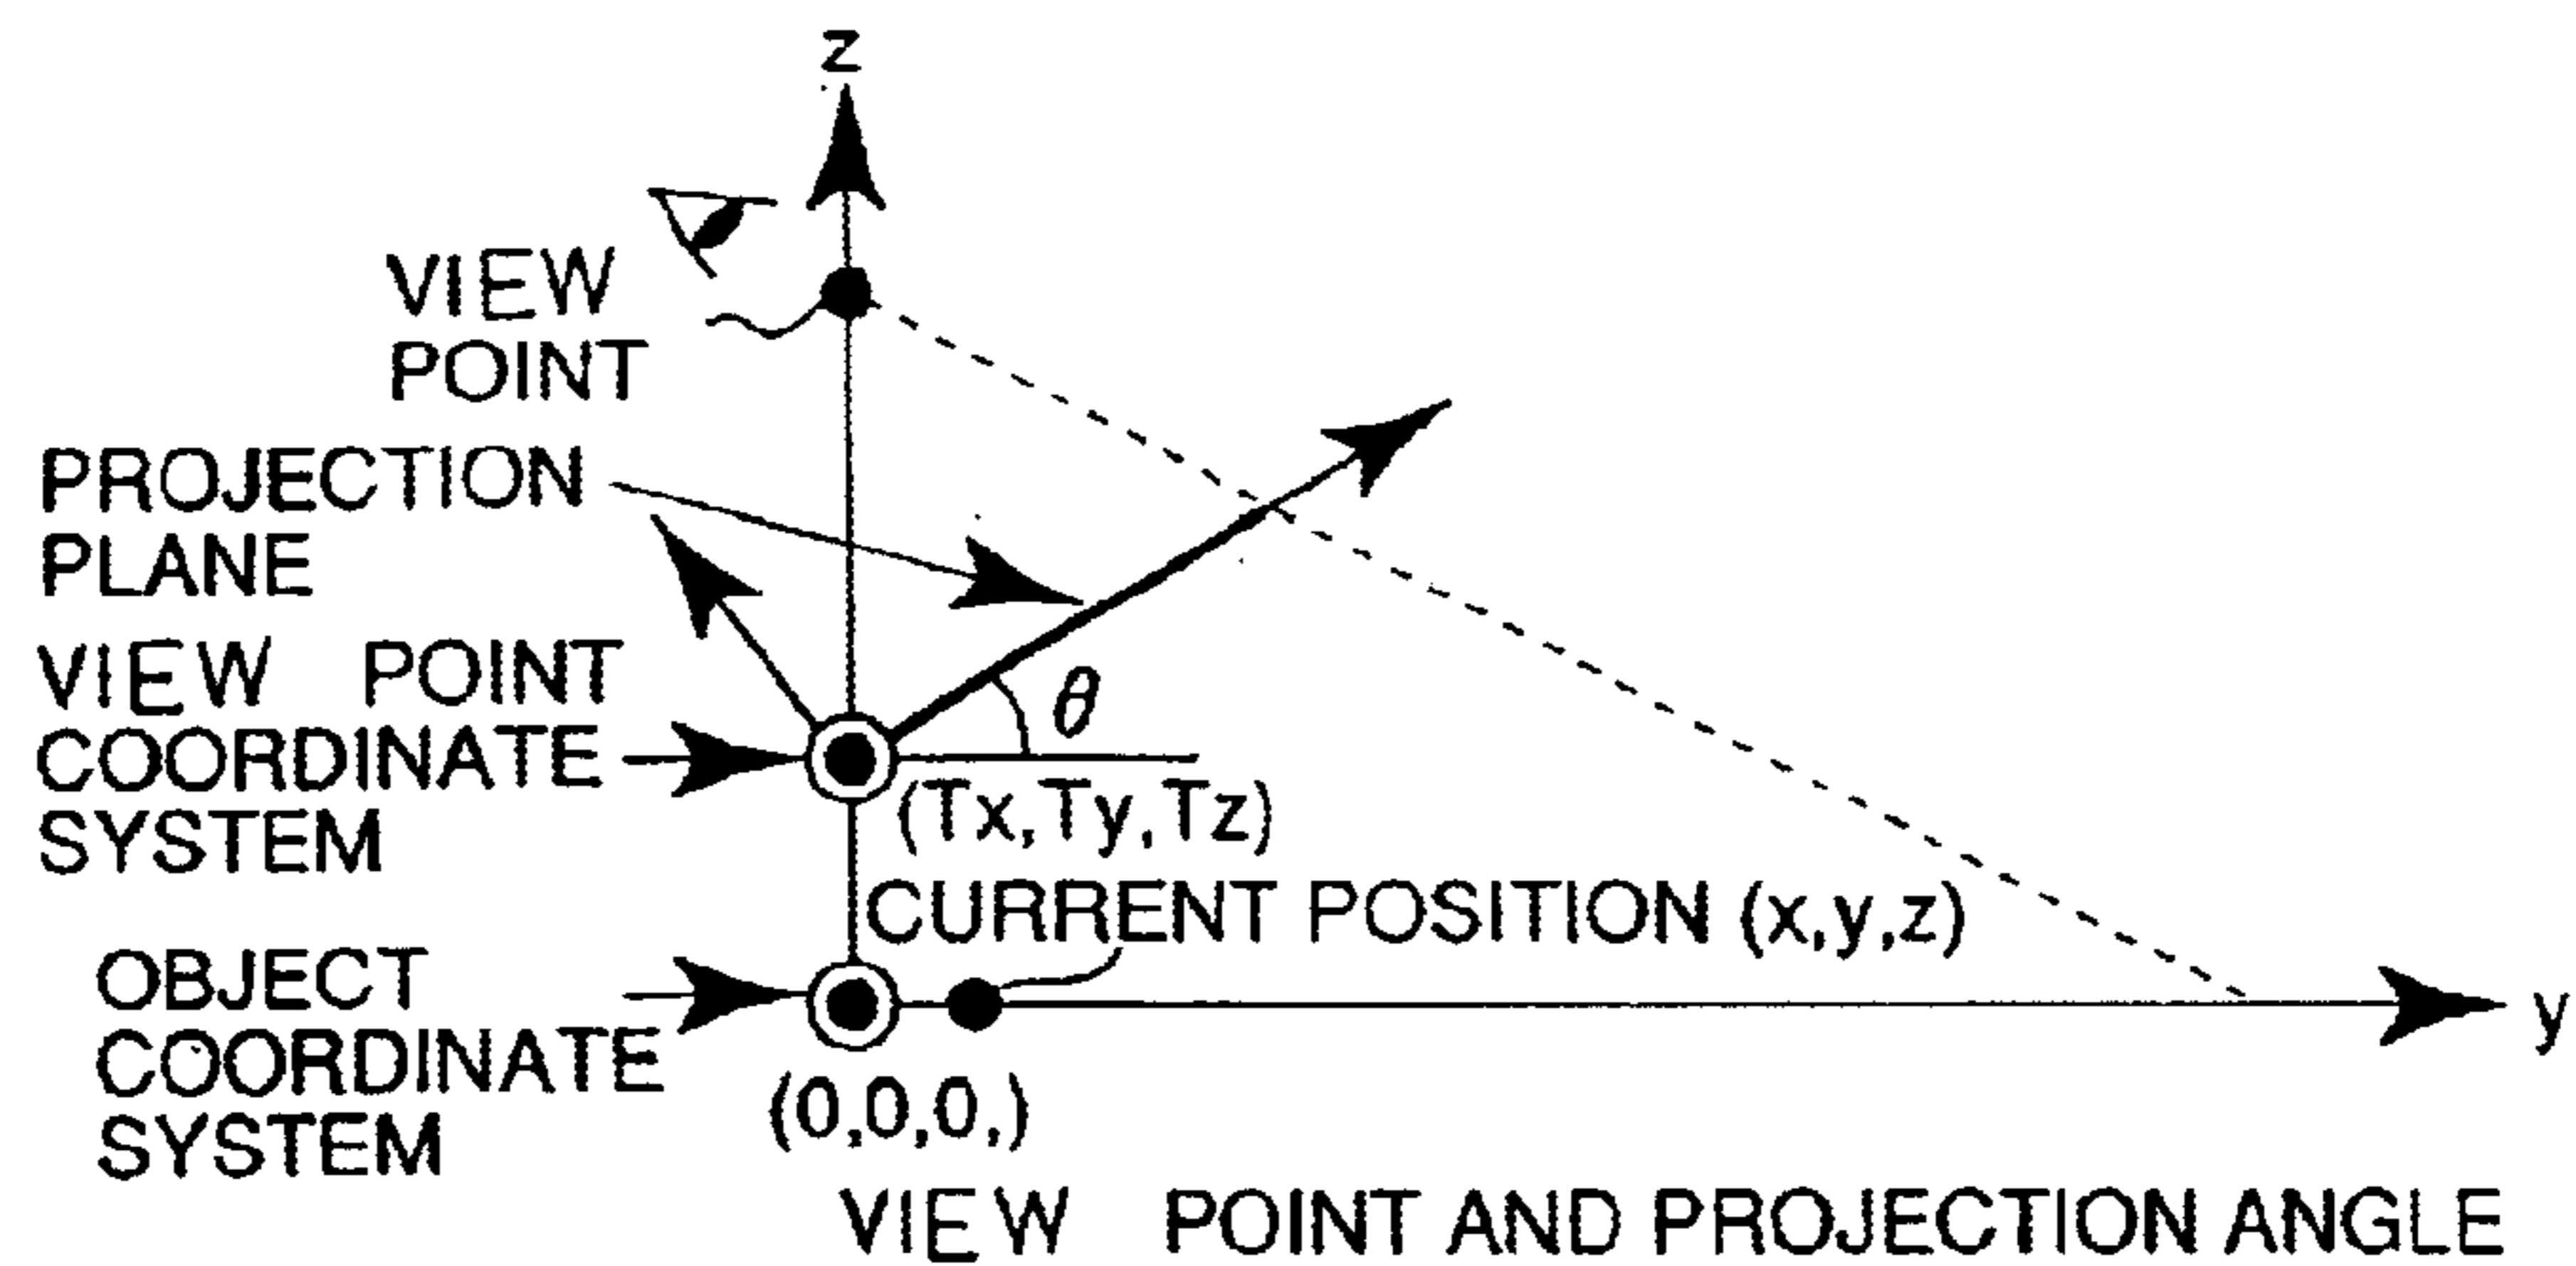 z
VIEW
POINT
PROJECTION
PLANE
VIEW POINT
COORDINATE
SYSTEM
θ
(Tx,Ty,Tz)
CURRENT POSITION (x,y,z)
OBJECT
COORDINATE
SYSTEM
(0,0,0,)
y
VIEW POINT AND PROJECTION ANGLE